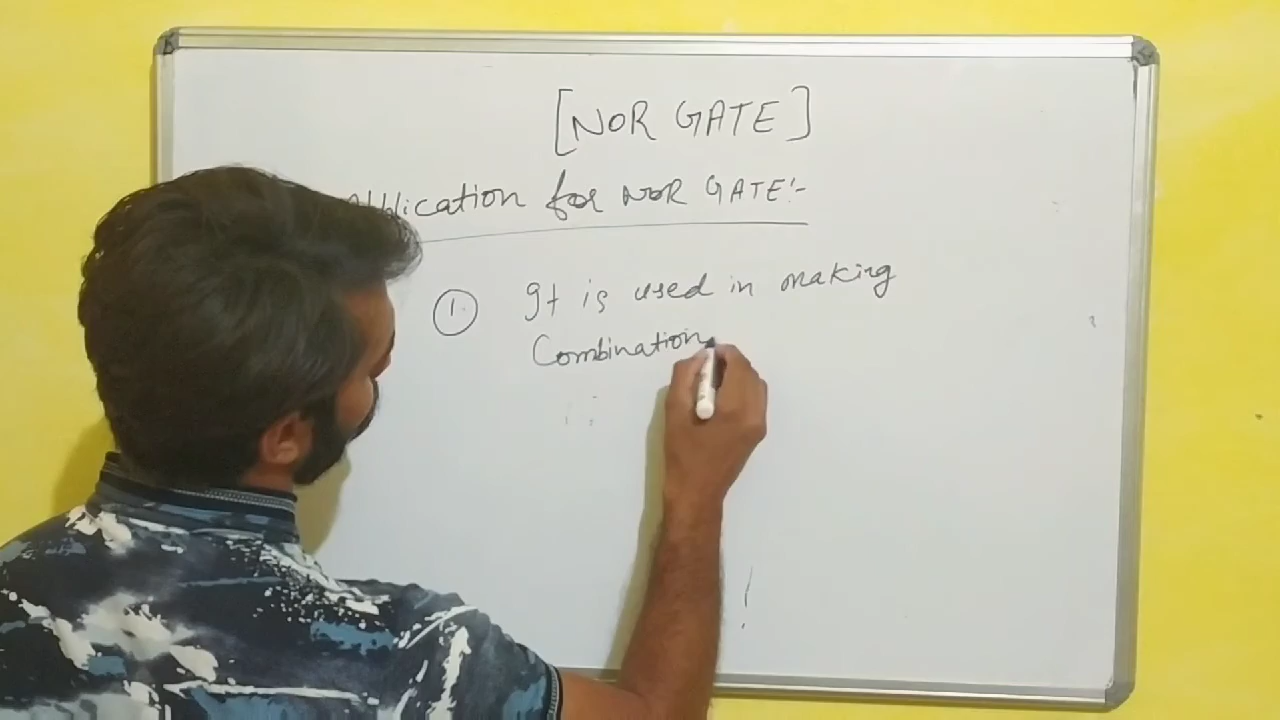 [NOR GATE]
Application for NOR GATE:-
1. It is used in making
Combination